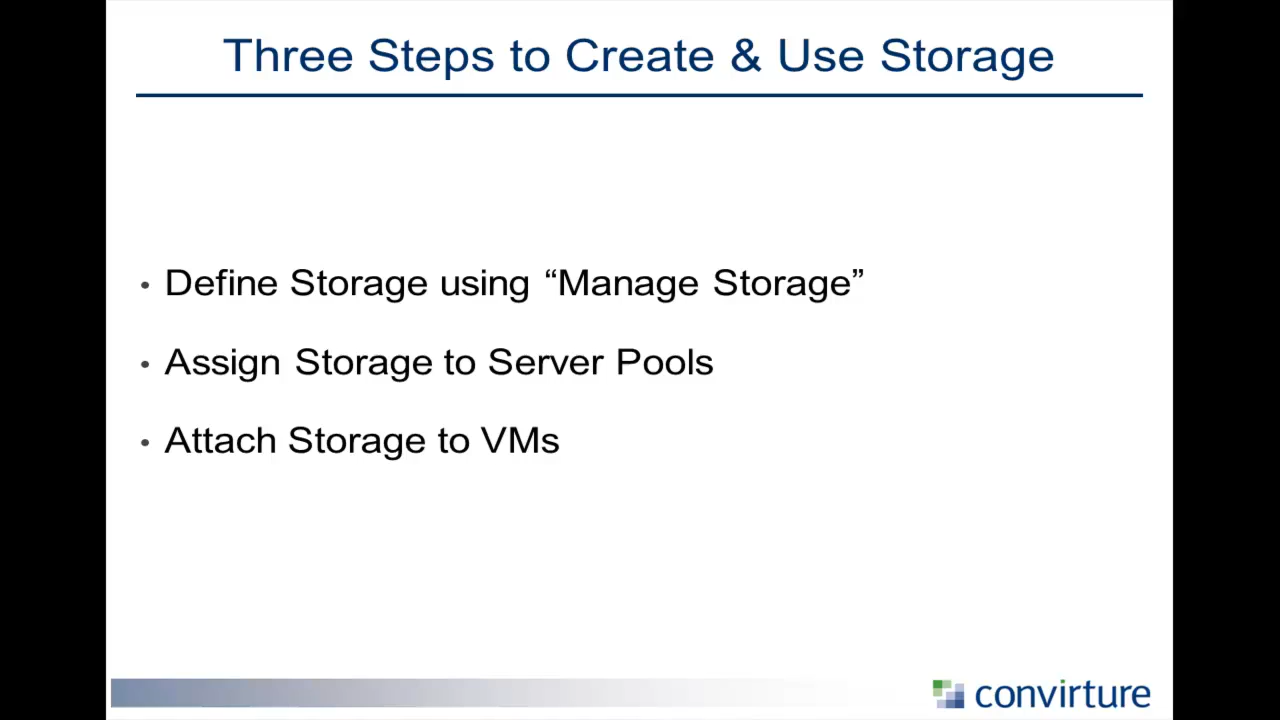 Three Steps to Create & Use Storage
• Define Storage using “Manage Storage”
• Assign Storage to Server Pools
• Attach Storage to VMs
convirture